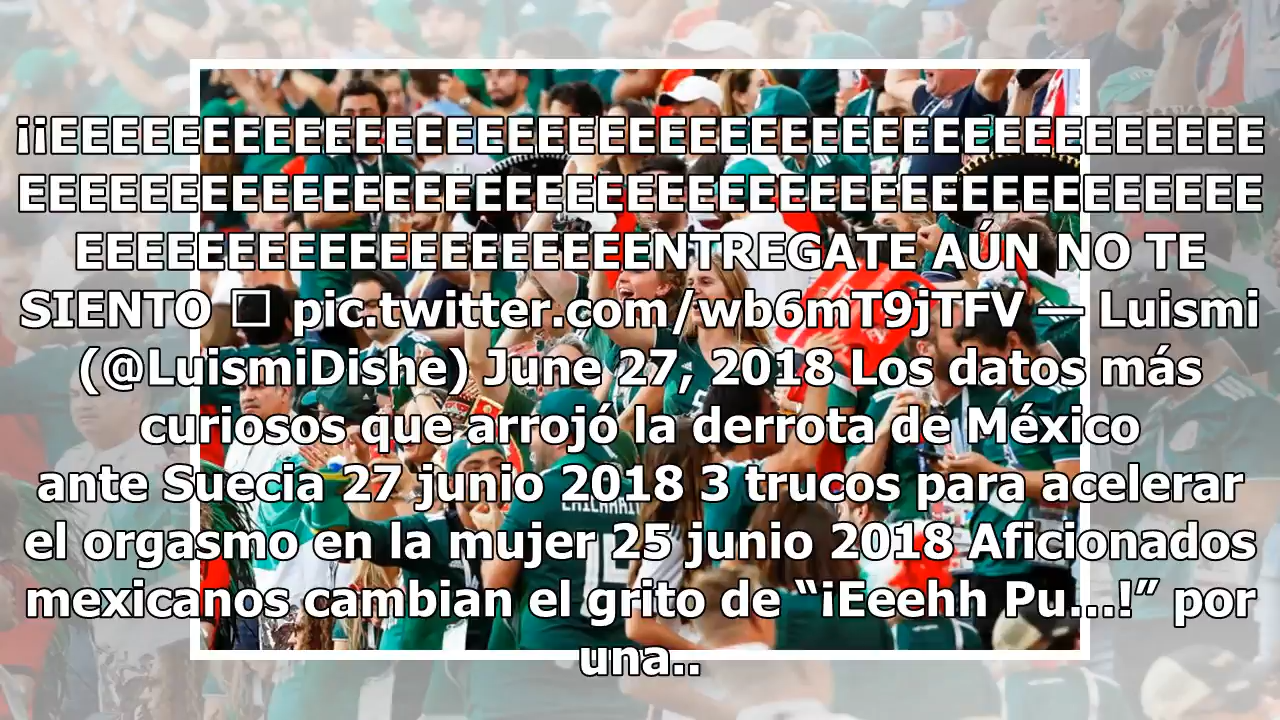 ¡¡EEEEEEEEEEEEEEEEEEEEEEEEEEEEEEEEEEEEEEEE
EEEEEEEEEEEEEEEEEEEEEEEEEEEEEEEEEEEEEEEEE
EEEEEEEEEEEEEEEEEEENTREGATE AÚN NO TE
SIENTO pic.twitter.com/wb6mT9jTFV — Luismi
(@LuismiDishe) June 27, 2018 Los datos más
curiosos que arrojó la derrota de México
ante Suecia 27 junio 2018 3 trucos para acelerar
el orgasmo en la mujer 25 junio 2018 Aficionados
mexicanos cambian el grito de “¡Eeehh Pu...!” por
una..